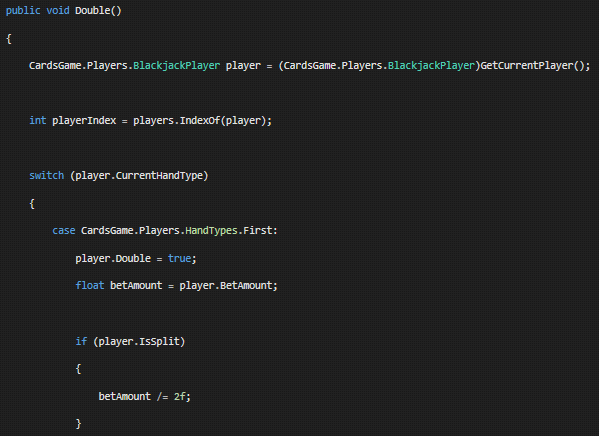 public void Double()
{
    CardsGame.Players.BlackjackPlayer player = (CardsGame.Players.BlackjackPlayer)GetCurrentPlayer();
    int playerIndex = players.IndexOf(player);
    switch (player.CurrentHandType)
    {
        case CardsGame.Players.HandTypes.First:
            player.Double = true;
            float betAmount = player.BetAmount;
            if (player.IsSplit)
            {
                betAmount /= 2f;
            }